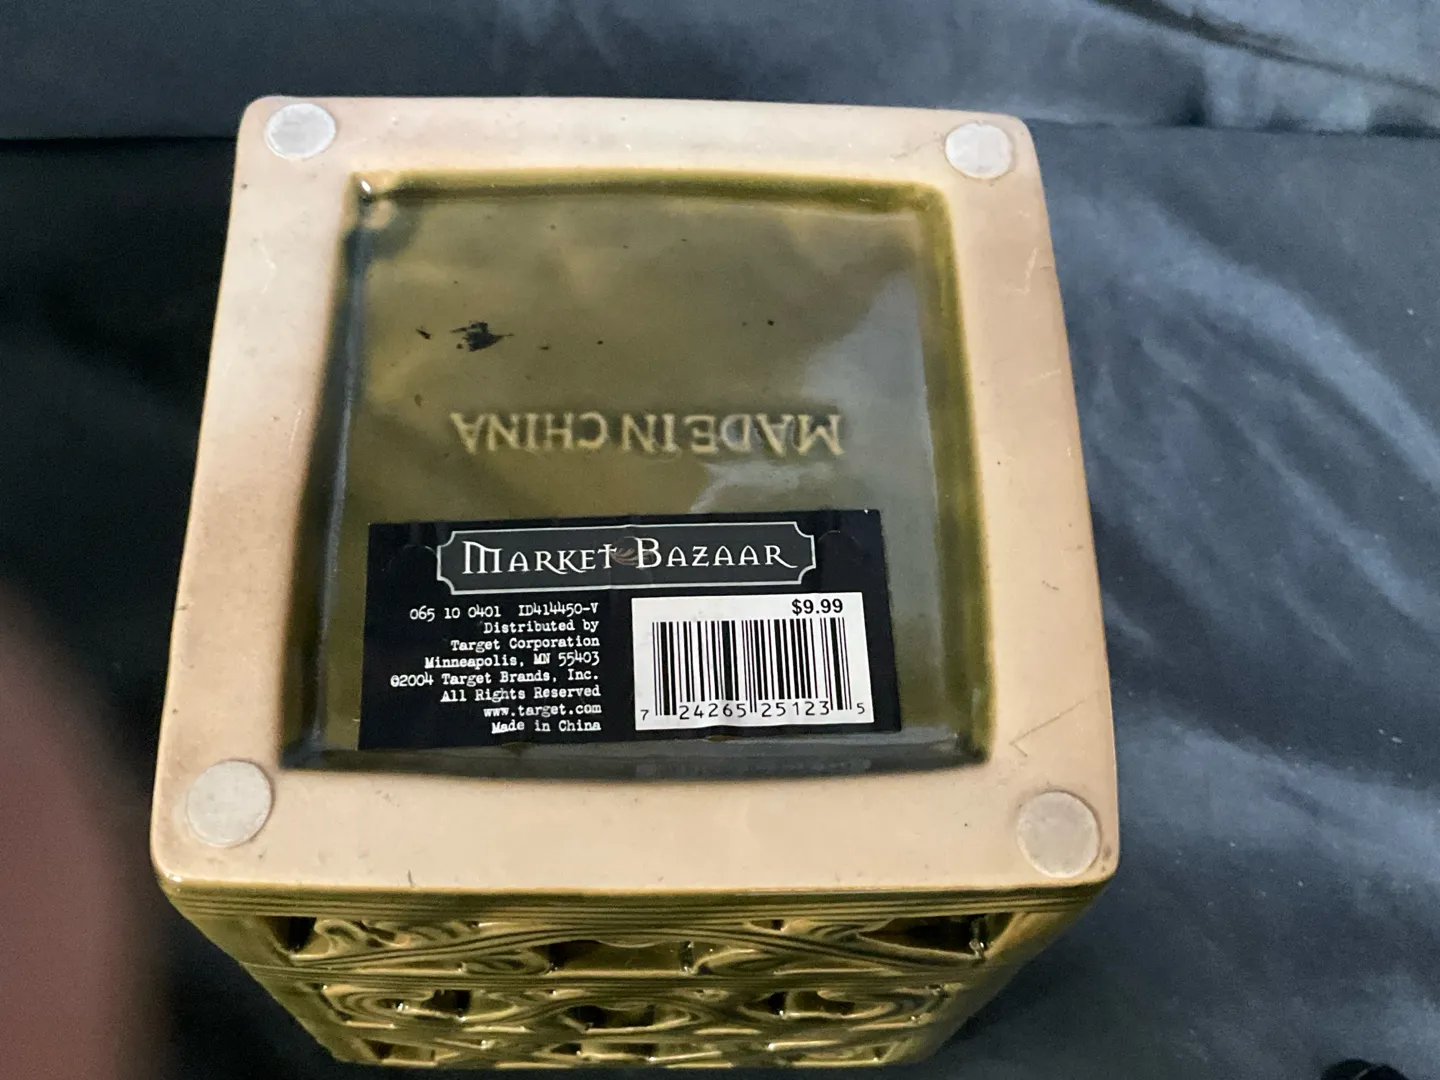 MADE IN CHINA
MARKET BAZAAR
065 10 0401 ID414450-V
Distributed by
Target Corporation
Minneapolis, MN 55403
©2004 Target Brands, Inc.
All Rights Reserved
www.target.com
Made in China
$9.99
7 24265 25123 5